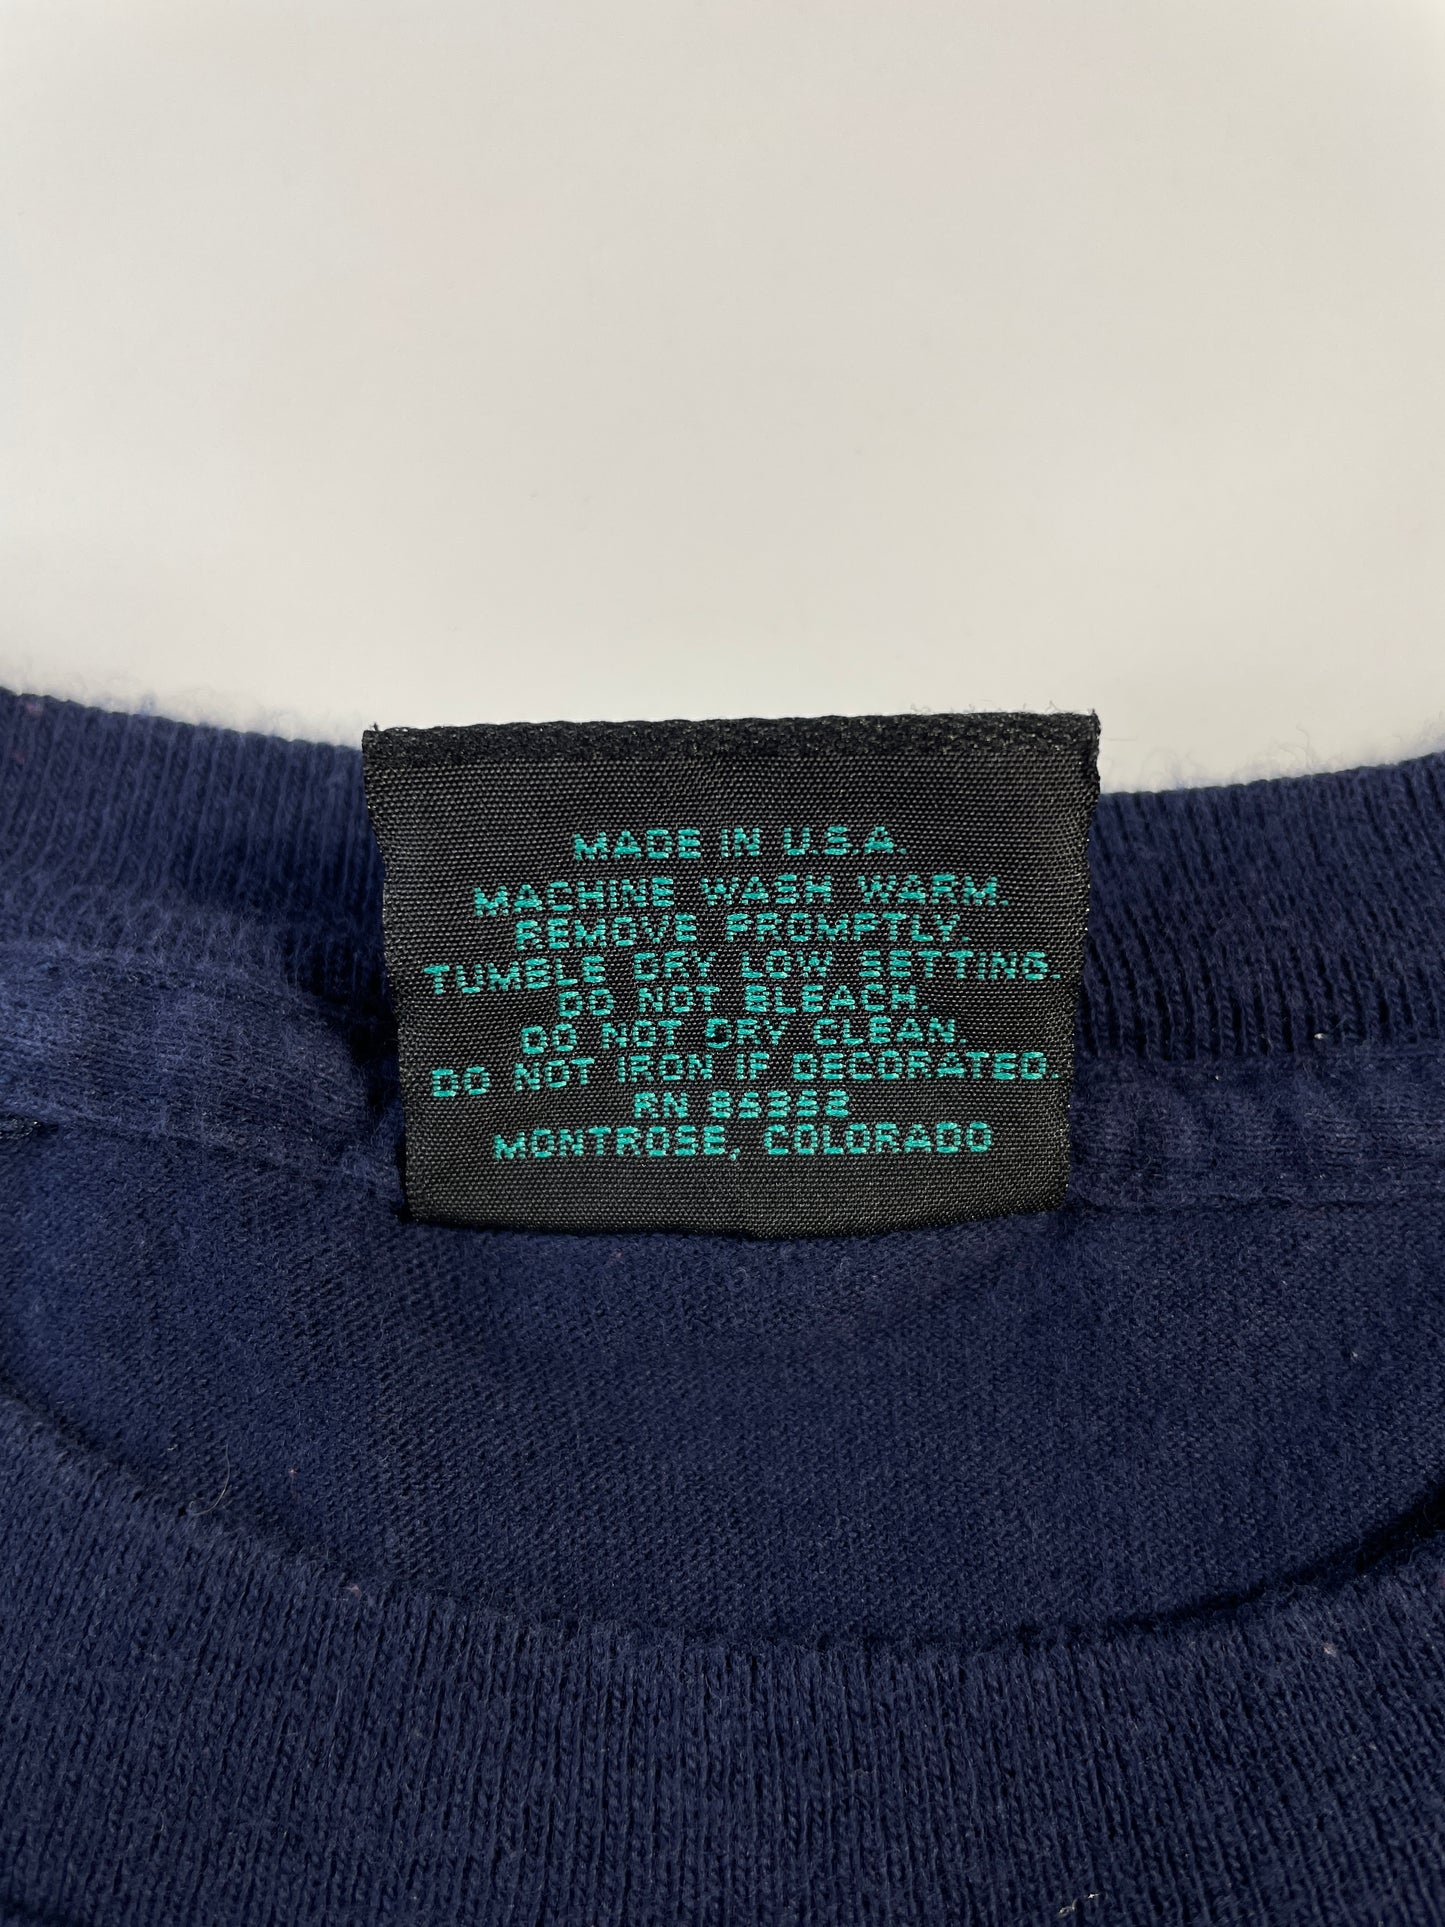 MADE IN U.S.A.
MACHINE WASH WARM.
REMOVE PROMPTLY,
TUMBLE DRY LOW SETTING.
DO NOT BLEACH.
DO NOT DRY CLEAN.
DO NOT IRON IF DECORATED.
RN
MONTROSE, COLORADO